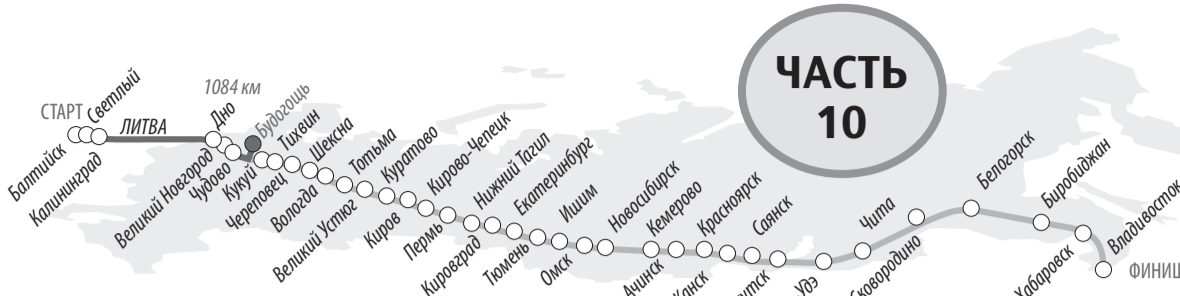 ЧАСТЬ
10
1084 км
СТАРТ
Балтийск
Светлый
Калининград
ЛИТВА
Дно
Великий Новгород
Чудово
Будогощь
Кукуй
Тихвин
Череповец
Шексна
Вологда
Тотьма
Великий Устюг
Куратово
Киров
Кирово-Чепецк
Пермь
Нижний Тагил
Кировград
Екатеринбург
Тюмень
Ишим
Омск
Новосибирск
Кемерово
Ачинск
Красноярск
Канск
Саянск
Чита
Сковородино
Белогорск
Биробиджан
Хабаровск
Владивосток
ФИНИШ